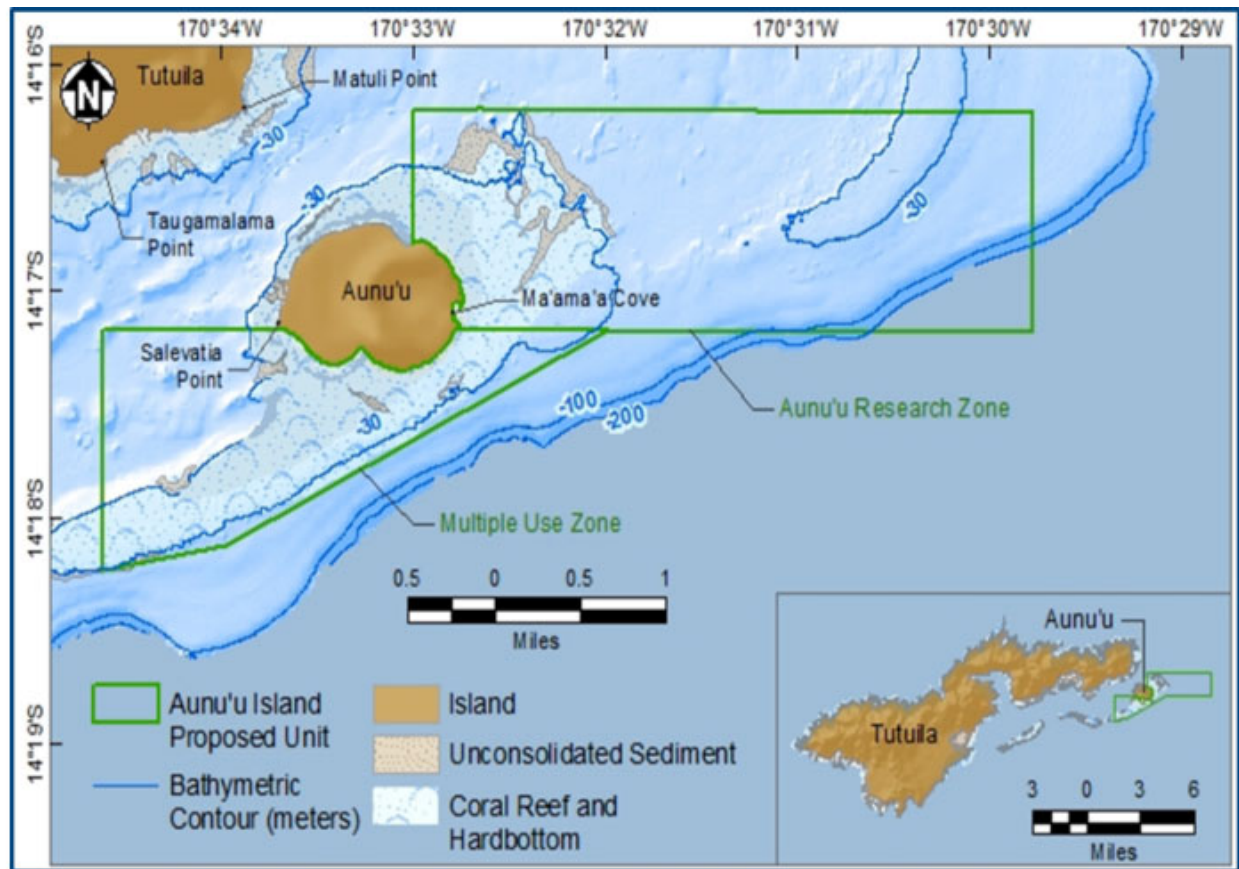 170°34'W 170°33'W 170°32'W 170°31'W 170°30'W 170°29'W
14°16'S
14°17'S
14°18'S
14°19'S
N
Tutuila
Matuli Point
-30
-30
-30
Taugamalama
Point
Aunu'u
Ma'ama'a Cove
Salevatia
Point
-30
-100
-200
Aunu'u Research Zone
Multiple Use Zone
0.5 0 0.5 1
Miles
Aunu'u Island
Proposed Unit
Bathymetric
Contour (meters)
Island
Unconsolidated Sediment
Coral Reef and
Hardbottom
Aunu'u
Tutuila
3 0 3 6
Miles